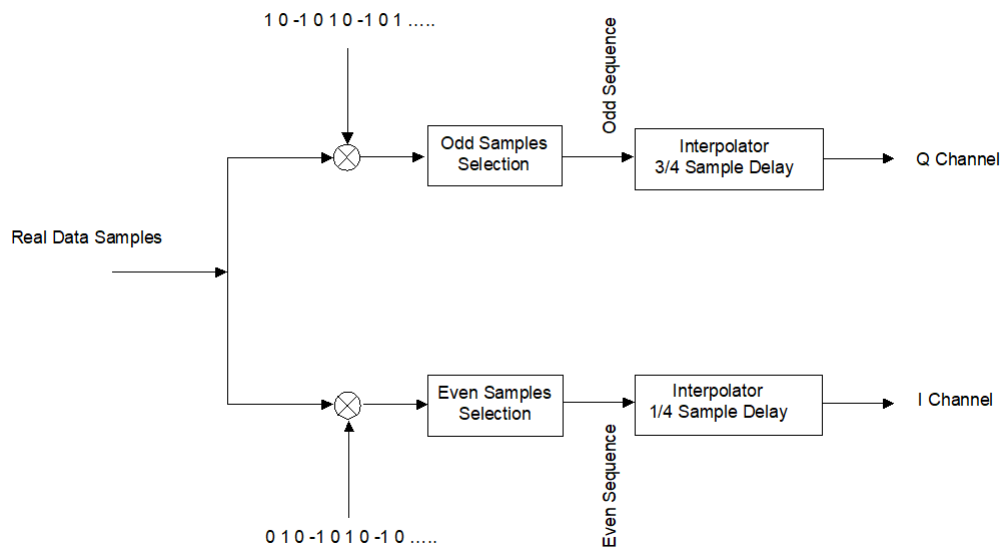 1 0 -1 0 1 0 -1 0 1 .....
Odd Sequence
Odd Samples
Selection
Interpolator
3/4 Sample Delay
Q Channel
Real Data Samples
Even Samples
Selection
Interpolator
1/4 Sample Delay
I Channel
Even Sequence
0 1 0 -1 0 1 0 -1 0 .....